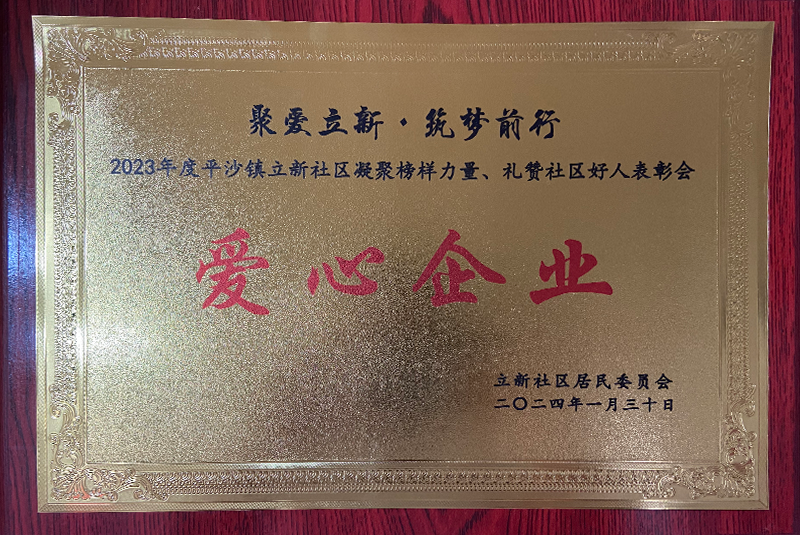 聚爱立新·筑梦前行
2023年度平沙镇立新社区凝聚榜样力量、礼赞社区好人表彰会
爱心企业
立新社区居民委员会
二〇二四年一月三十日